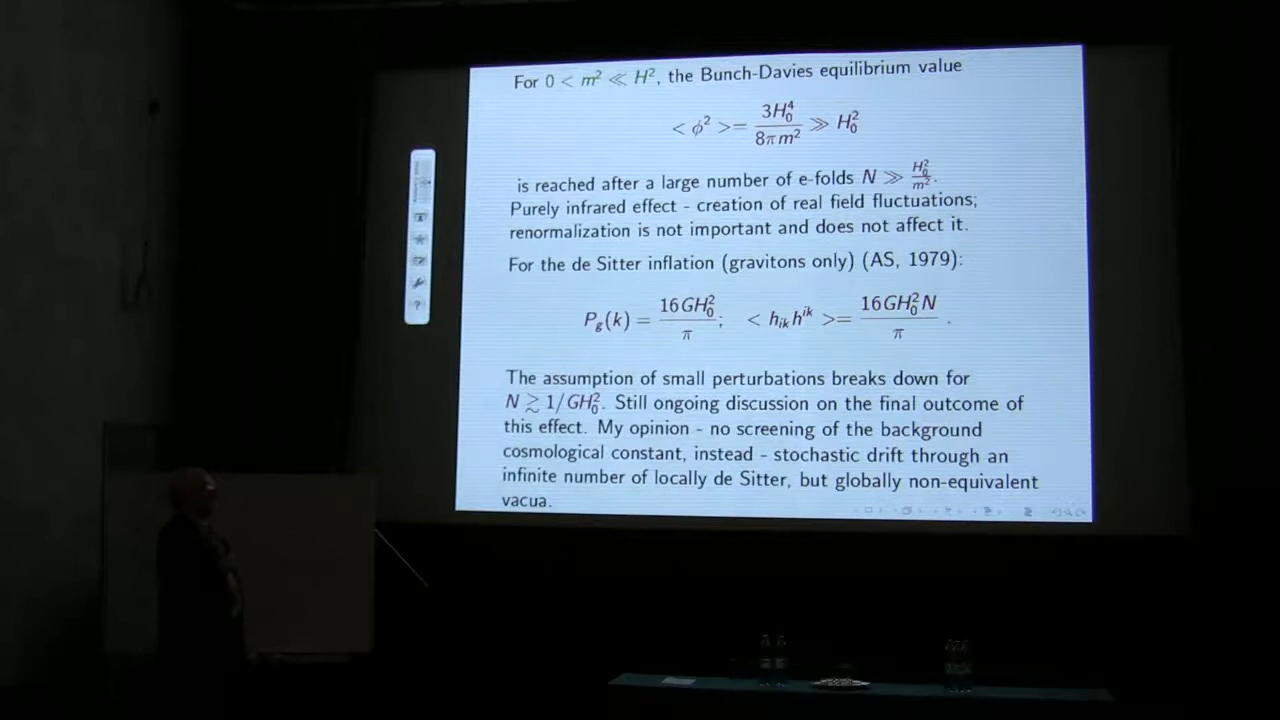 For 0 < m² ≪ H², the Bunch-Davies equilibrium value
< ϕ² >= 3H₀⁴ / 8πm² ≫ H₀²
is reached after a large number of e-folds N ≫ H₀²/m².
Purely infrared effect - creation of real field fluctuations;
renormalization is not important and does not affect it.
For the de Sitter inflation (gravitons only) (AS, 1979):
P_g(k) = 16GH₀² / π; < h_ik h^ik >= 16GH₀²N / π .
The assumption of small perturbations breaks down for
N ≳ 1/GH₀². Still ongoing discussion on the final outcome of
this effect. My opinion - no screening of the background
cosmological constant, instead - stochastic drift through an
infinite number of locally de Sitter, but globally non-equivalent
vacua.